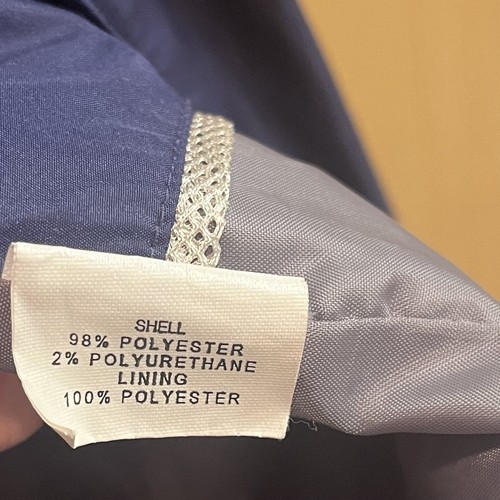 SHELL
98% POLYESTER
2% POLYURETHANE
LINING
100% POLYESTER